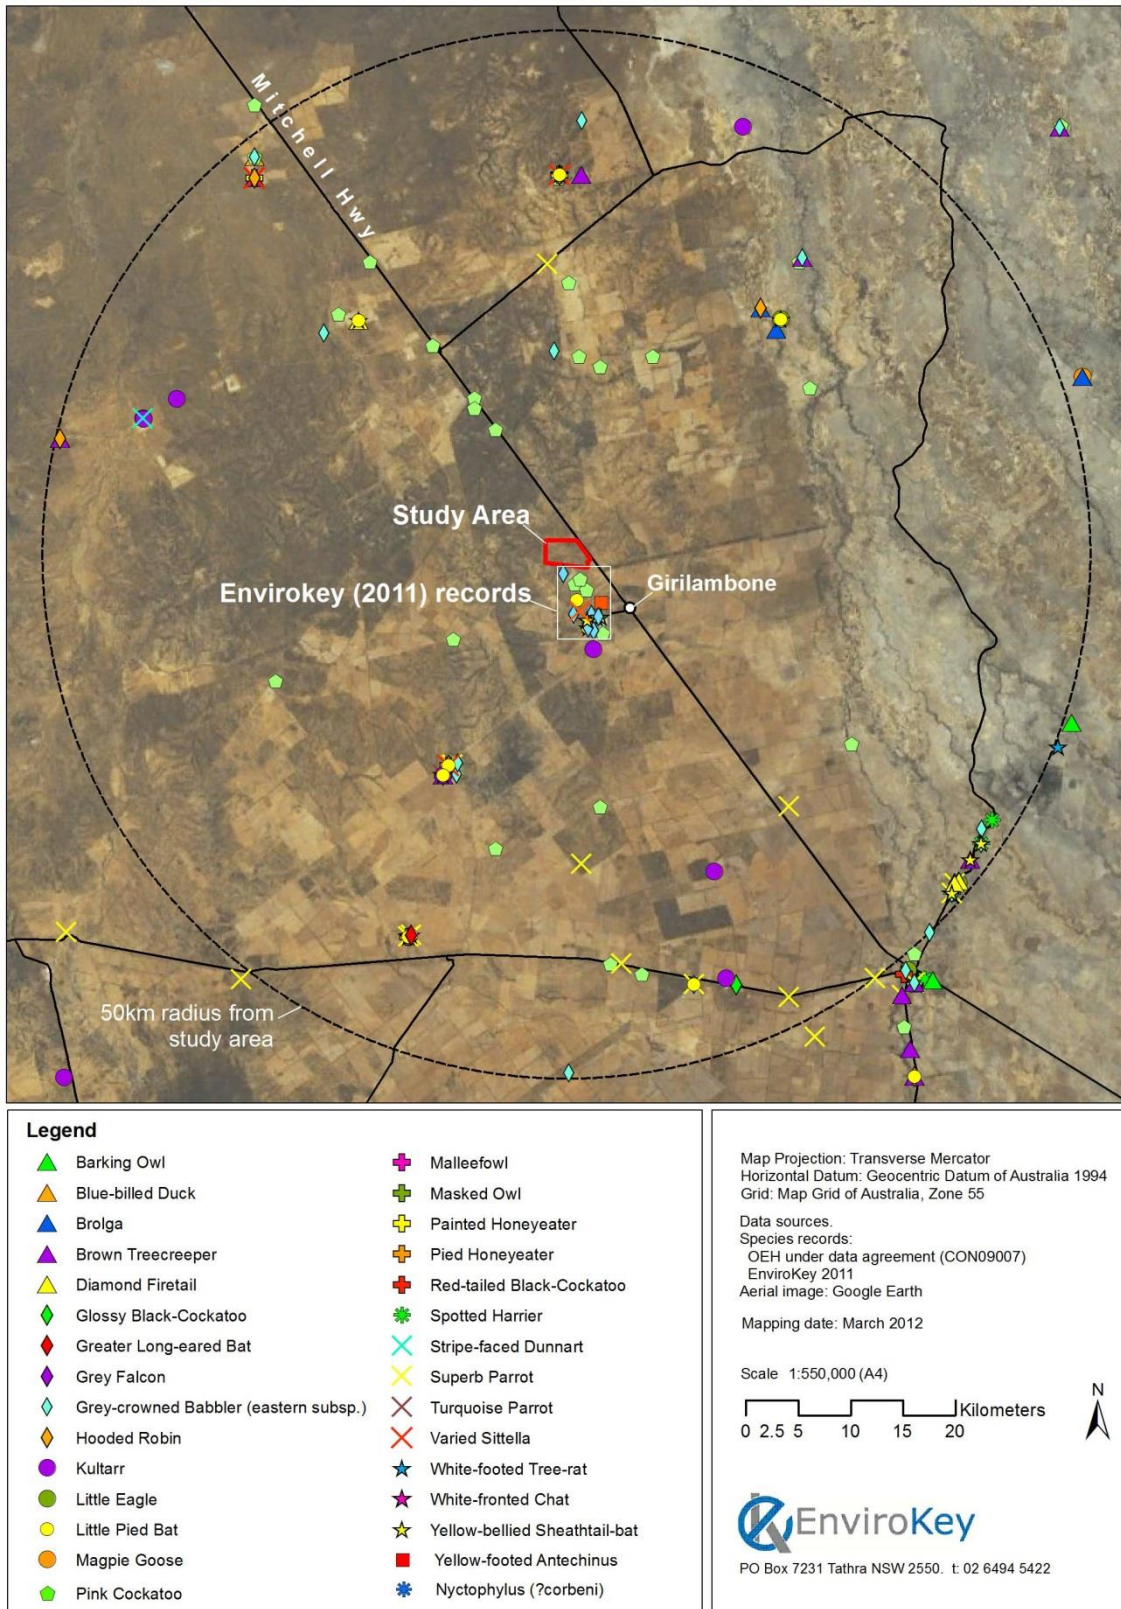 Mitchell Hwy
Study Area
Envirokey (2011) records
Girilambone
50km radius from
study area
Legend
Barking Owl
Blue-billed Duck
Brolga
Brown Treecreeper
Diamond Firetail
Glossy Black-Cockatoo
Greater Long-eared Bat
Grey Falcon
Grey-crowned Babbler (eastern subsp.)
Hooded Robin
Kultarr
Little Eagle
Little Pied Bat
Magpie Goose
Pink Cockatoo
Malleefowl
Masked Owl
Painted Honeyeater
Pied Honeyeater
Red-tailed Black-Cockatoo
Spotted Harrier
Stripe-faced Dunnart
Superb Parrot
Turquoise Parrot
Varied Sittella
White-footed Tree-rat
White-fronted Chat
Yellow-bellied Sheathtail-bat
Yellow-footed Antechinus
Nyctophylus (?corbeni)
Map Projection: Transverse Mercator
Horizontal Datum: Geocentric Datum of Australia 1994
Grid: Map Grid of Australia, Zone 55
Data sources.
Species records:
OEH under data agreement (CON09007)
EnviroKey 2011
Aerial image: Google Earth
Mapping date: March 2012
Scale 1:550,000 (A4)
Kilometers
0 2.5 5 10 15 20
N
EnviroKey
PO Box 7231 Tathra NSW 2550. t: 02 6494 5422